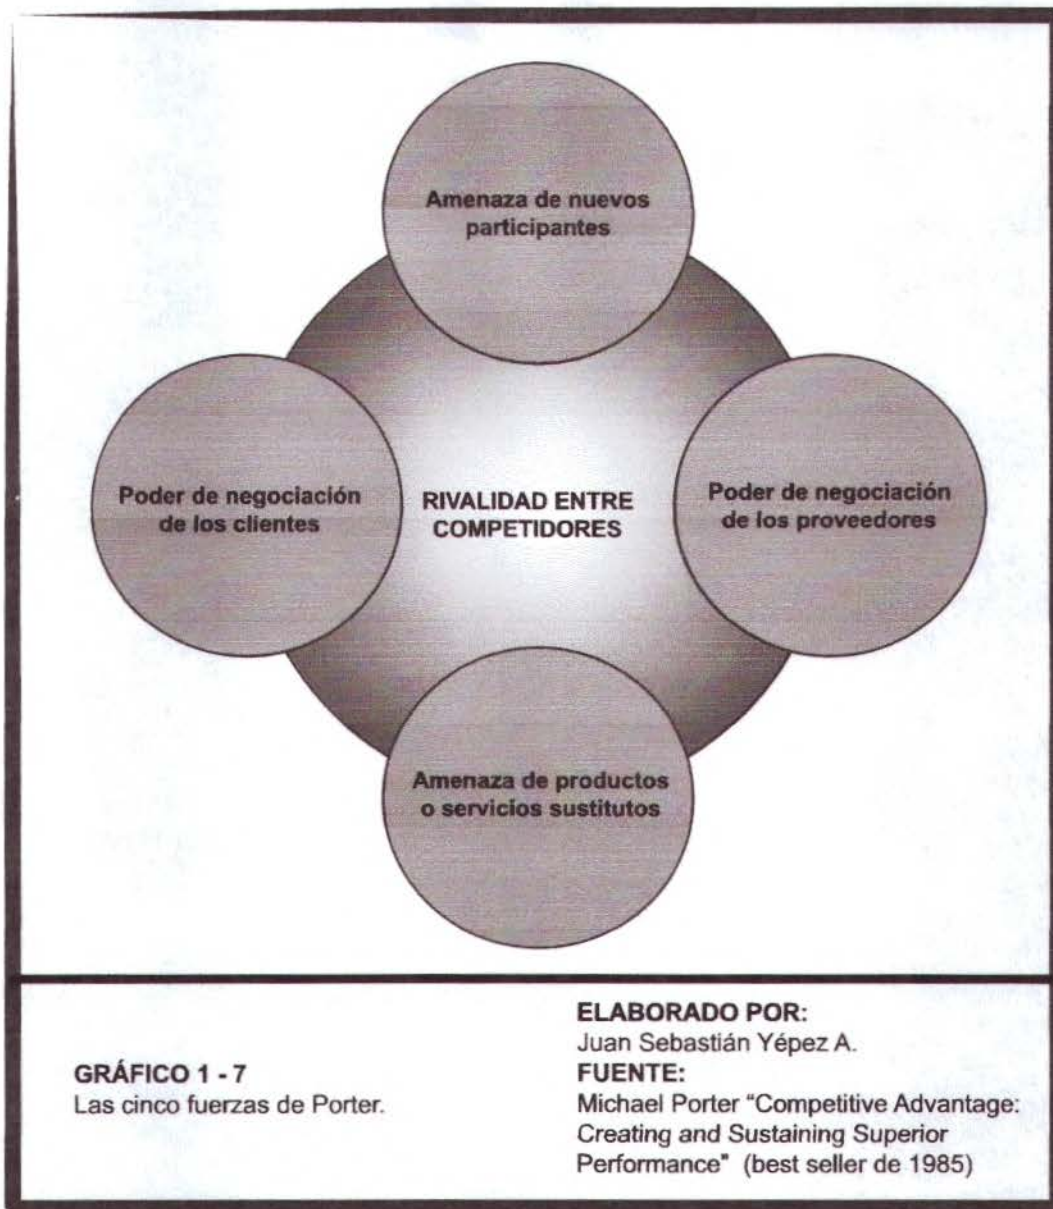 Amenaza de nuevos
participantes
Poder de negociación
de los clientes
RIVALIDAD ENTRE
COMPETIDORES
Poder de negociación
de los proveedores
Amenaza de productos
o servicios sustitutos
GRÁFICO 1 - 7
Las cinco fuerzas de Porter.
ELABORADO POR:
Juan Sebastián Yépez A.
FUENTE:
Michael Porter “Competitive Advantage:
Creating and Sustaining Superior
Performance” (best seller de 1985)